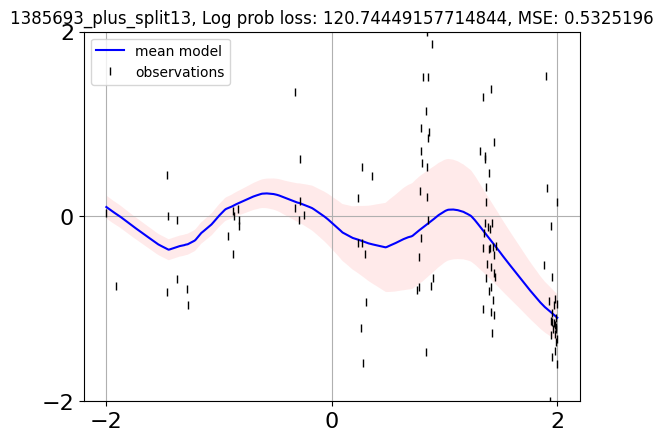 1385693_plus_split13, Log prob loss: 120.74449157714844, MSE: 0.5325196
2
mean model
observations
0
−2
−2
0
2